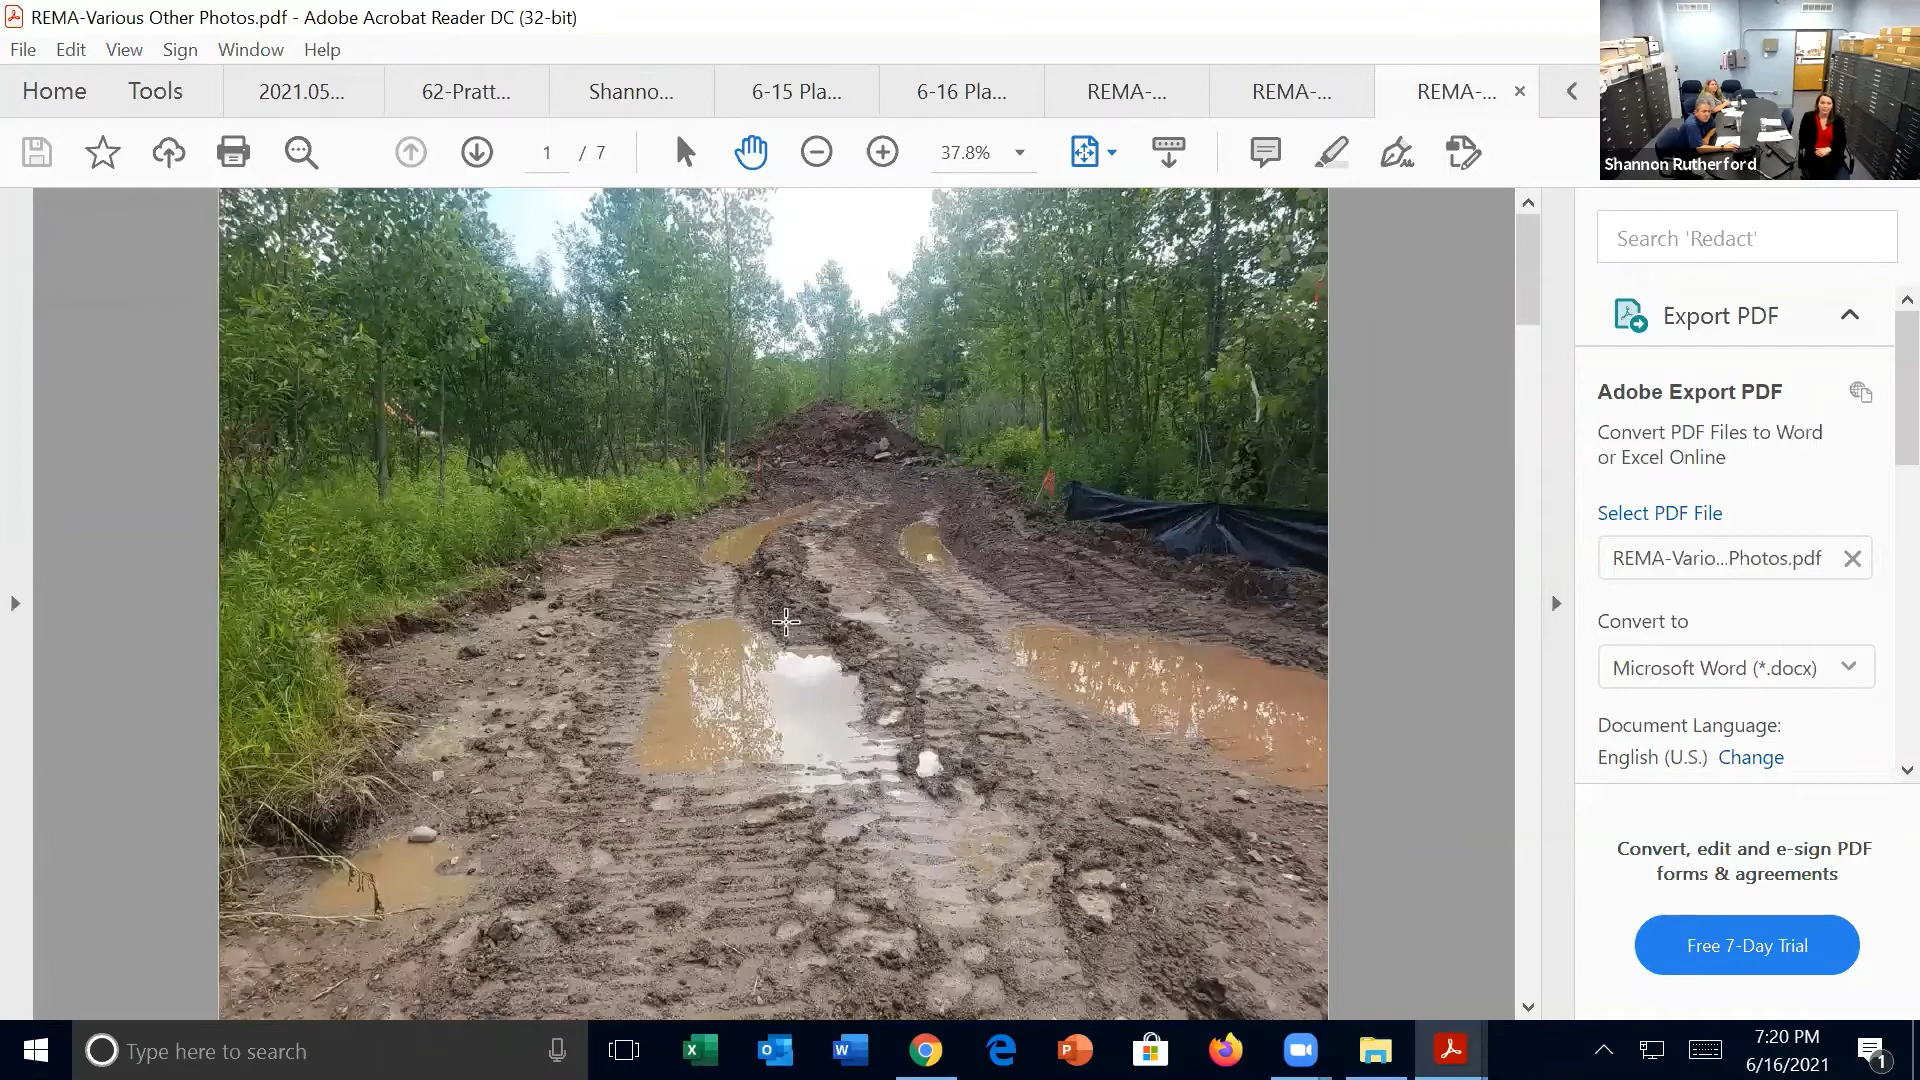 REMA-Various Other Photos.pdf - Adobe Acrobat Reader DC (32-bit)
File Edit View Sign Window Help
Home Tools 2021.05... 62-Pratt... Shanno... 6-15 Pla... 6-16 Pla... REMA-... REMA-... REMA-...
1 / 7 37.8%
Shannon Rutherford
Search 'Redact'
Export PDF
Adobe Export PDF
Convert PDF Files to Word
or Excel Online
Select PDF File
REMA-Vario...Photos.pdf
Convert to
Microsoft Word (*.docx)
Document Language:
English (U.S.) Change
Convert, edit and e-sign PDF
forms & agreements
Free 7-Day Trial
Type here to search
7:20 PM
6/16/2021
1